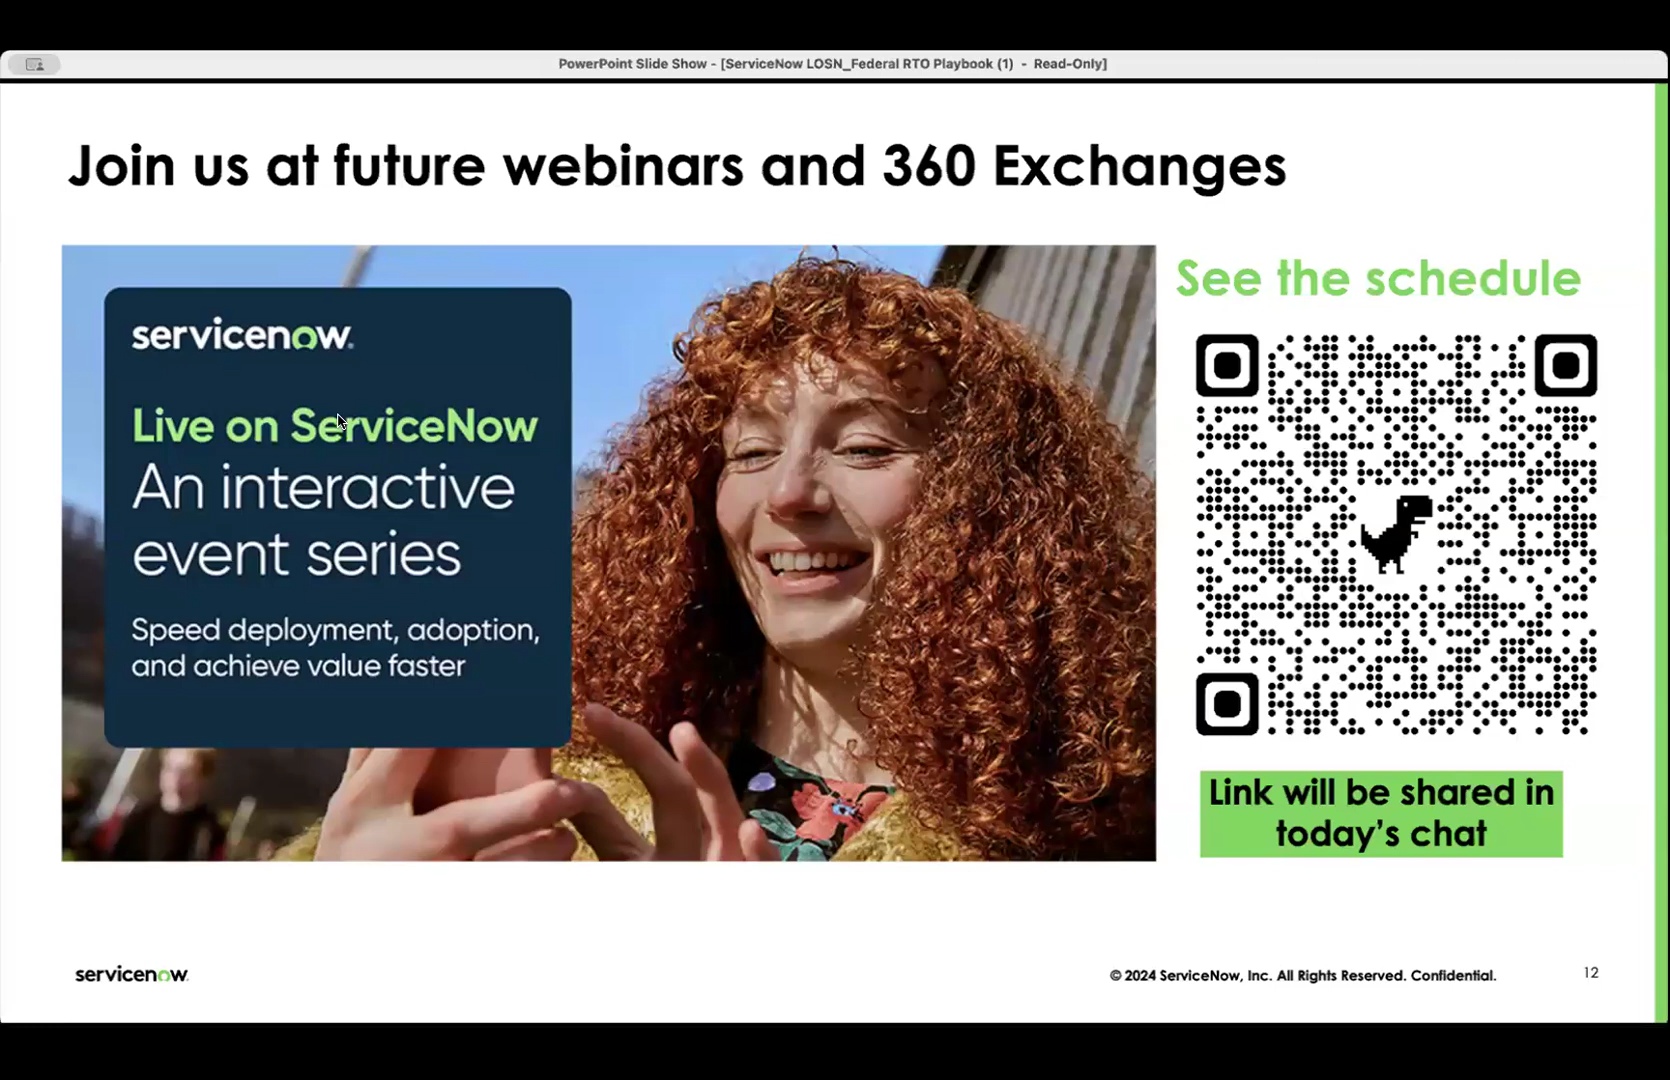 PowerPoint Slide Show - [ServiceNow LOSN_Federal RTO Playbook (1) - Read-Only]
Join us at future webinars and 360 Exchanges
servicenow.
Live on ServiceNow
An interactive
event series
Speed deployment, adoption,
and achieve value faster
See the schedule
Link will be shared in
today's chat
servicenow.
© 2024 ServiceNow, Inc. All Rights Reserved. Confidential.
12